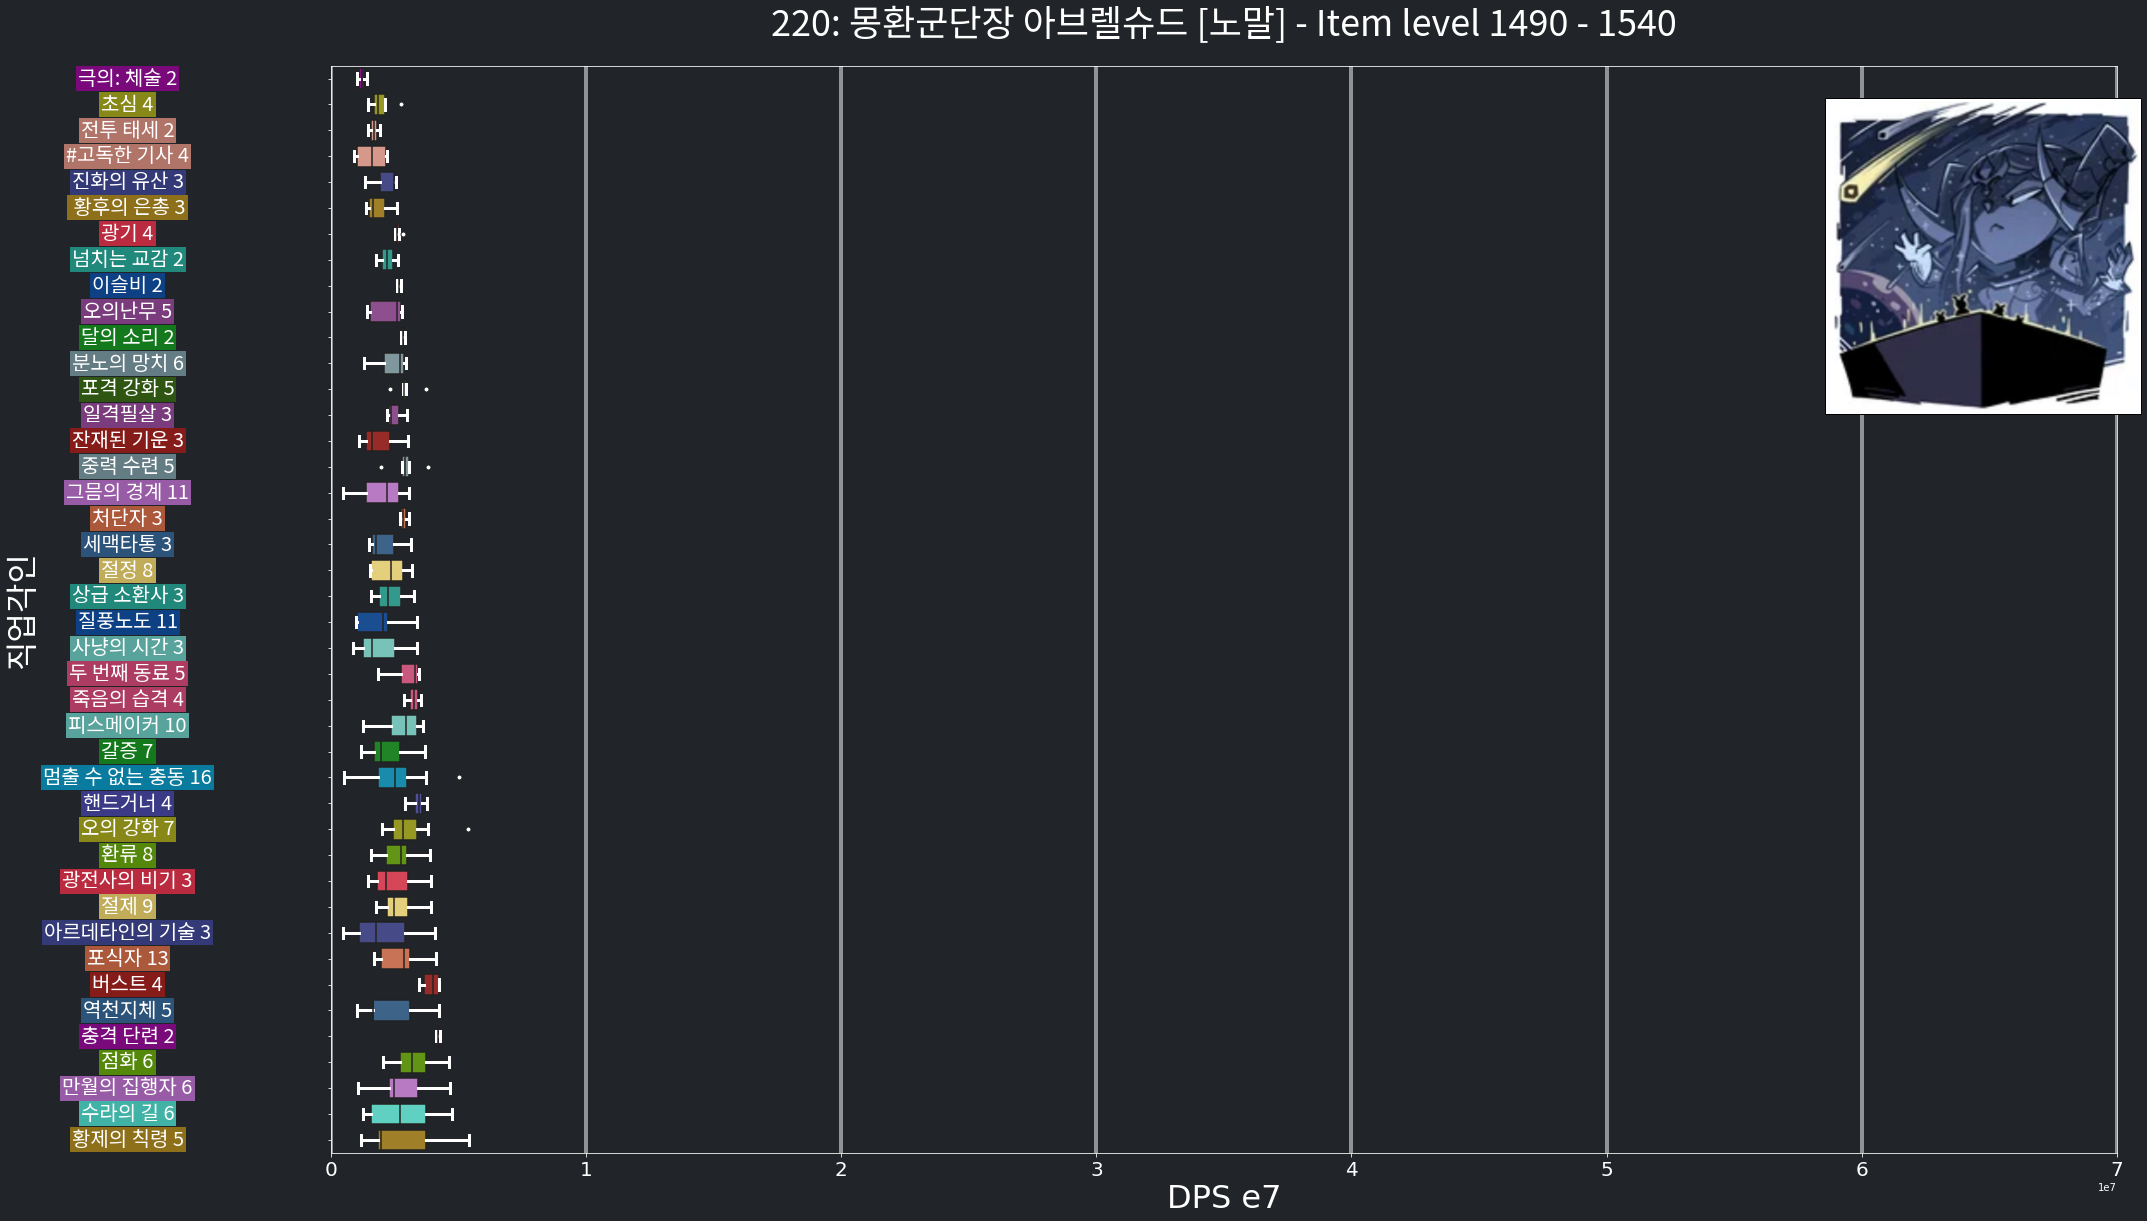 220: 몽환군단장 아브렐슈드 [노말] - Item level 1490 - 1540
극의: 체술 2
초심 4
전투 태세 2
#고독한 기사 4
진화의 유산 3
황후의 은총 3
광기 4
넘치는 교감 2
이슬비 2
오의난무 5
달의 소리 2
분노의 망치 6
포격 강화 5
일격필살 3
잔재된 기운 3
중력 수련 5
그믐의 경계 11
처단자 3
세맥타통 3
절정 8
상급 소환사 3
질풍노도 11
사냥의 시간 3
두 번째 동료 5
죽음의 습격 4
피스메이커 10
갈증 7
멈출 수 없는 충동 16
핸드거너 4
오의 강화 7
환류 8
광전사의 비기 3
절제 9
아르데타인의 기술 3
포식자 13
버스트 4
역천지체 5
충격 단련 2
점화 6
만월의 집행자 6
수라의 길 6
황제의 칙령 5
직업각인
0 1 2 3 4 5 6 7
1e7
DPS e7